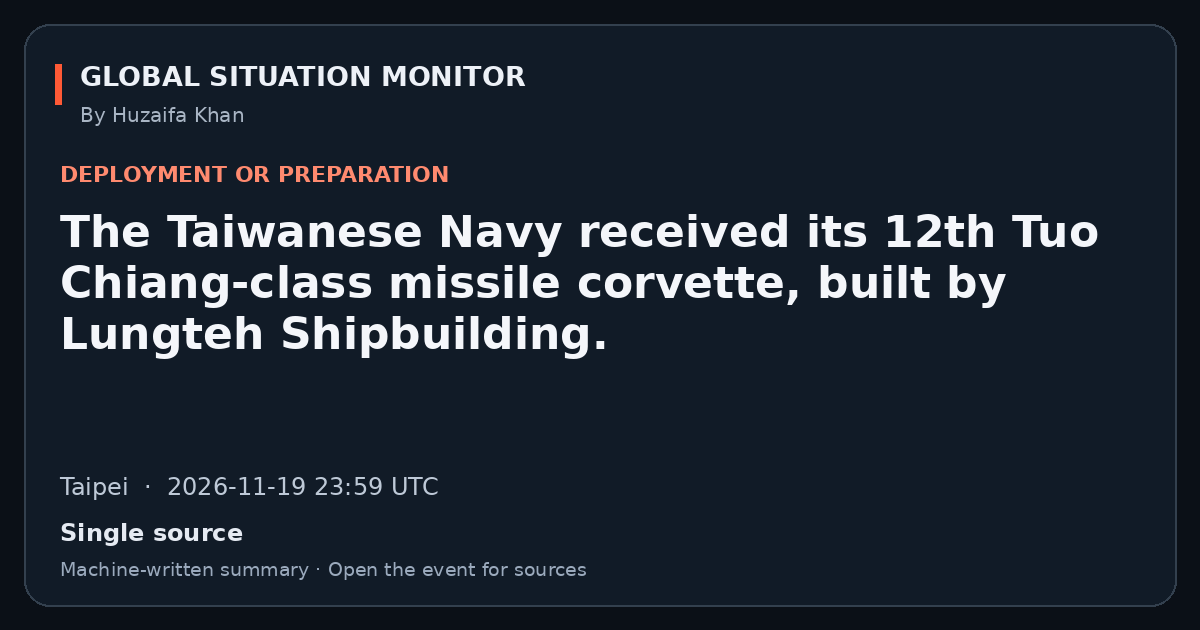 GLOBAL SITUATION MONITOR
By Huzaifa Khan
DEPLOYMENT OR PREPARATION
The Taiwanese Navy received its 12th Tuo
Chiang-class missile corvette, built by
Lungteh Shipbuilding.
Taipei · 2026-11-19 23:59 UTC
Single source
Machine-written summary · Open the event for sources